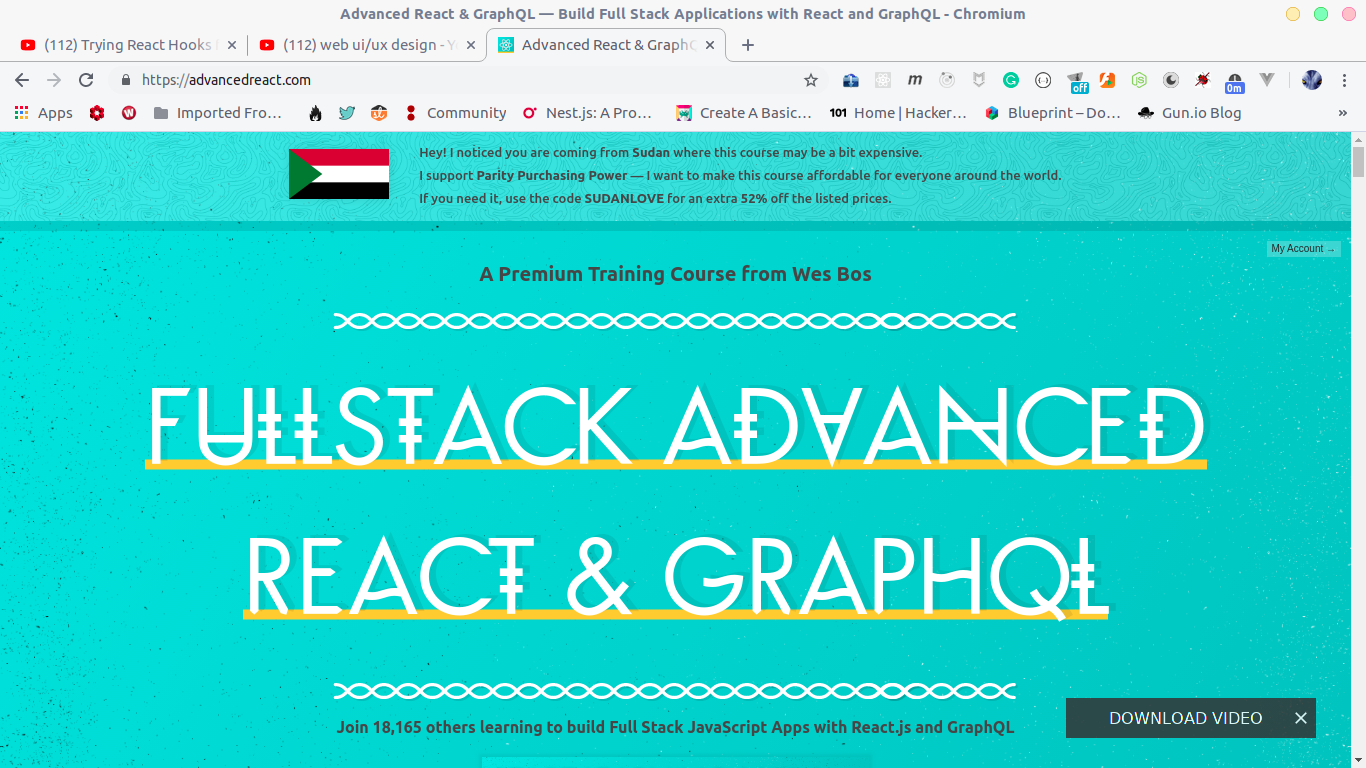 Advanced React & GraphQL — Build Full Stack Applications with React and GraphQL - Chromium
(112) Trying React Hooks
(112) web ui/ux design - Y
Advanced React & GraphQ
https://advancedreact.com
m
off
0m
Apps
Imported Fro…
Community
Nest.js: A Pro…
Create A Basic…
101
Home | Hacker…
Blueprint – Do…
Gun.io Blog
»
Hey! I noticed you are coming from Sudan where this course may be a bit expensive.
I support Parity Purchasing Power — I want to make this course affordable for everyone around the world.
If you need it, use the code SUDANLOVE for an extra 52% off the listed prices.
My Account →
A Premium Training Course from Wes Bos
FULLSTACK ADVANCED
REACT & GRAPHQL
Join 18,165 others learning to build Full Stack JavaScript Apps with React.js and GraphQL
DOWNLOAD VIDEO